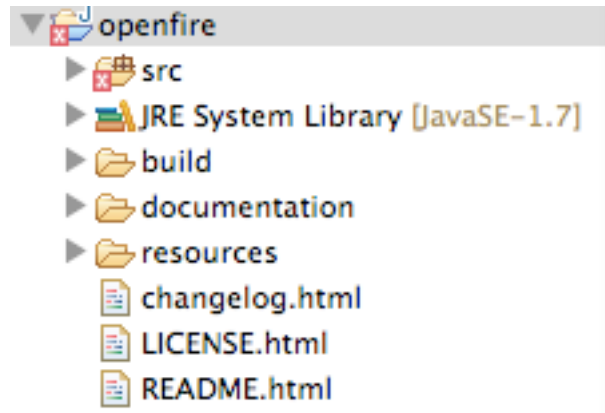 openfire
src
JRE System Library [JavaSE-1.7]
build
documentation
resources
changelog.html
LICENSE.html
README.html